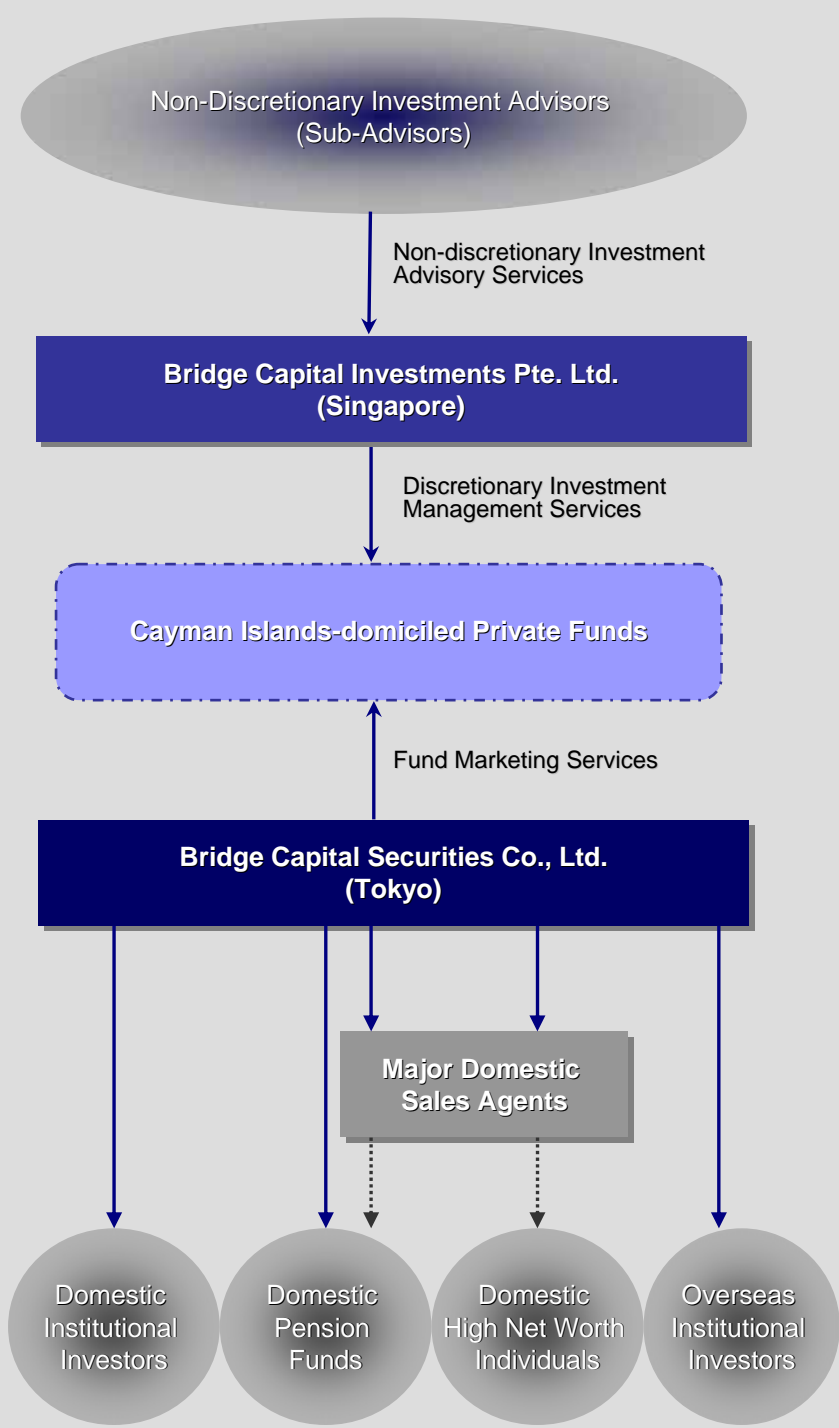 Non-Discretionary Investment Advisors
(Sub-Advisors)
Non-discretionary Investment
Advisory Services
Bridge Capital Investments Pte. Ltd.
(Singapore)
Discretionary Investment
Management Services
Cayman Islands-domiciled Private Funds
Fund Marketing Services
Bridge Capital Securities Co., Ltd.
(Tokyo)
Major Domestic
Sales Agents
Domestic
Institutional
Investors
Domestic
Pension
Funds
Domestic
High Net Worth
Individuals
Overseas
Institutional
Investors